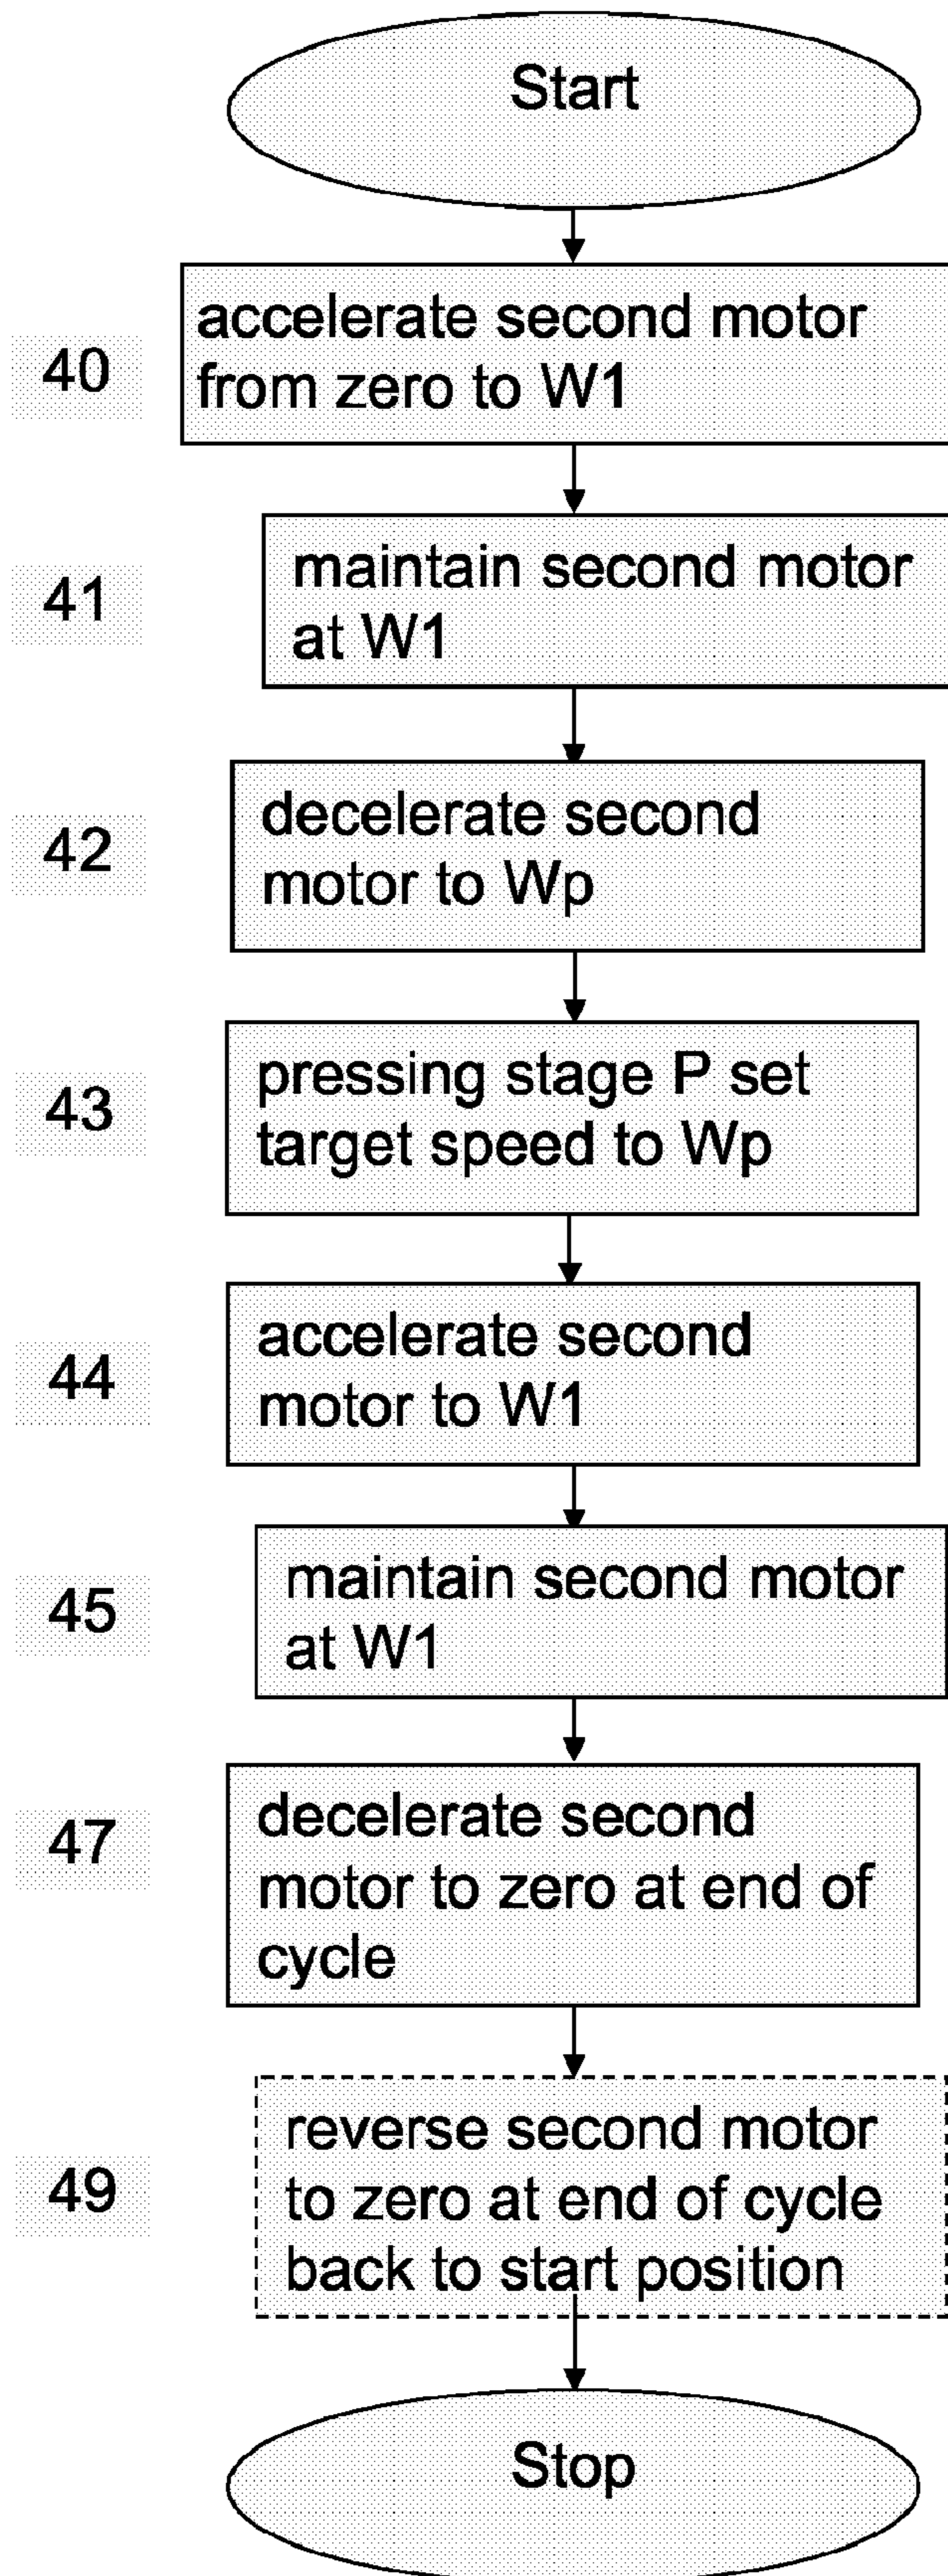 Start
40
accelerate second motor
from zero to W1
41
maintain second motor
at W1
42
decelerate second
motor to Wp
43
pressing stage P set
target speed to Wp
44
accelerate second
motor to W1
45
maintain second motor
at W1
47
decelerate second
motor to zero at end of
cycle
49
reverse second motor
to zero at end of cycle
back to start position
Stop